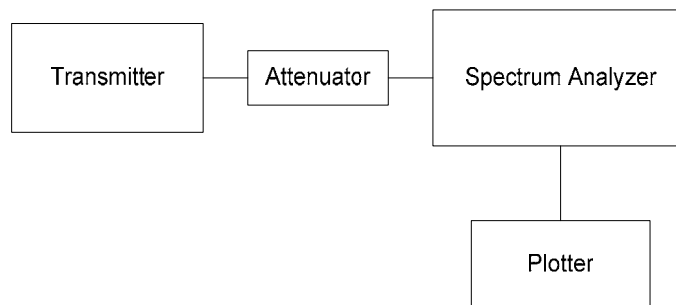 Transmitter
Attenuator
Spectrum Analyzer
Plotter